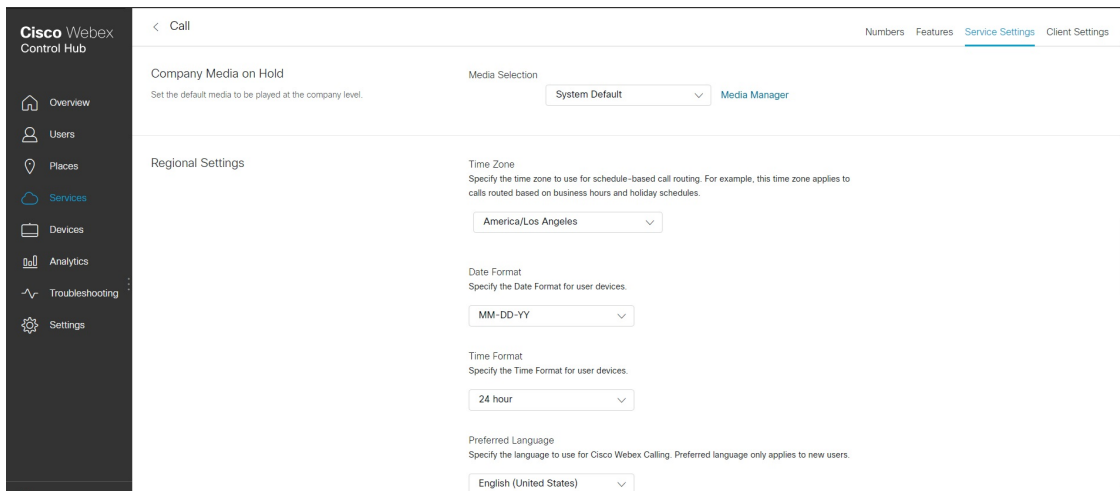 Cisco Webex
Control Hub
Overview
Users
Places
Services
Devices
Analytics
Troubleshooting
Settings
Call
Numbers Features Service Settings Client Settings
Company Media on Hold
Set the default media to be played at the company level.
Media Selection
System Default
Media Manager
Regional Settings
Time Zone
Specify the time zone to use for schedule-based call routing. For example, this time zone applies to
calls routed based on business hours and holiday schedules.
America/Los Angeles
Date Format
Specify the Date Format for user devices.
MM-DD-YY
Time Format
Specify the Time Format for user devices.
24 hour
Preferred Language
Specify the language to use for Cisco Webex Calling. Preferred language only applies to new users.
English (United States)